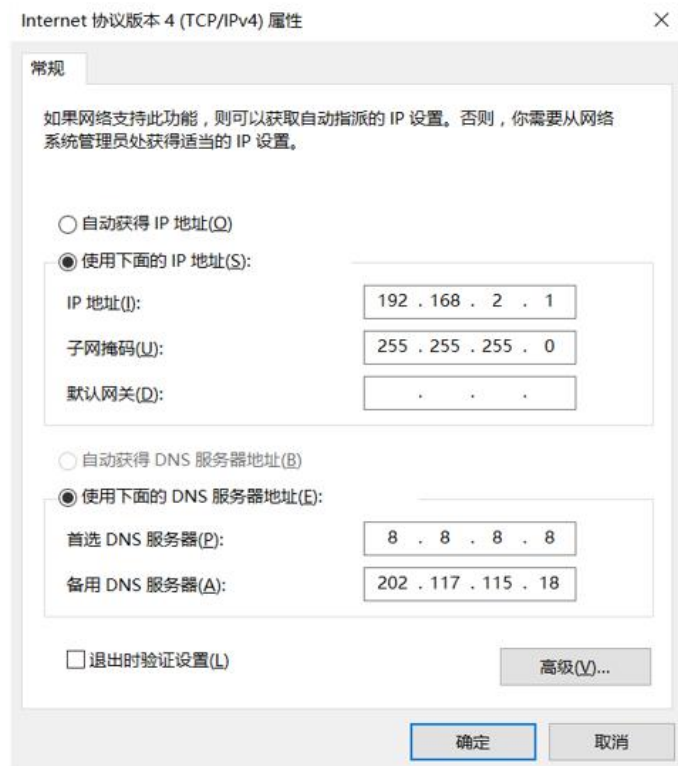 Internet 协议版本 4 (TCP/IPv4) 属性
常规
如果网络支持此功能，则可以获取自动指派的 IP 设置。否则，你需要从网络
系统管理员处获得适当的 IP 设置。
自动获得 IP 地址(O)
使用下面的 IP 地址(S):
IP 地址(I):
192 . 168 . 2 . 1
子网掩码(U):
255 . 255 . 255 . 0
默认网关(D):
. . .
自动获得 DNS 服务器地址(B)
使用下面的 DNS 服务器地址(E):
首选 DNS 服务器(P):
8 . 8 . 8 . 8
备用 DNS 服务器(A):
202 . 117 . 115 . 18
退出时验证设置(L)
高级(V)...
确定
取消